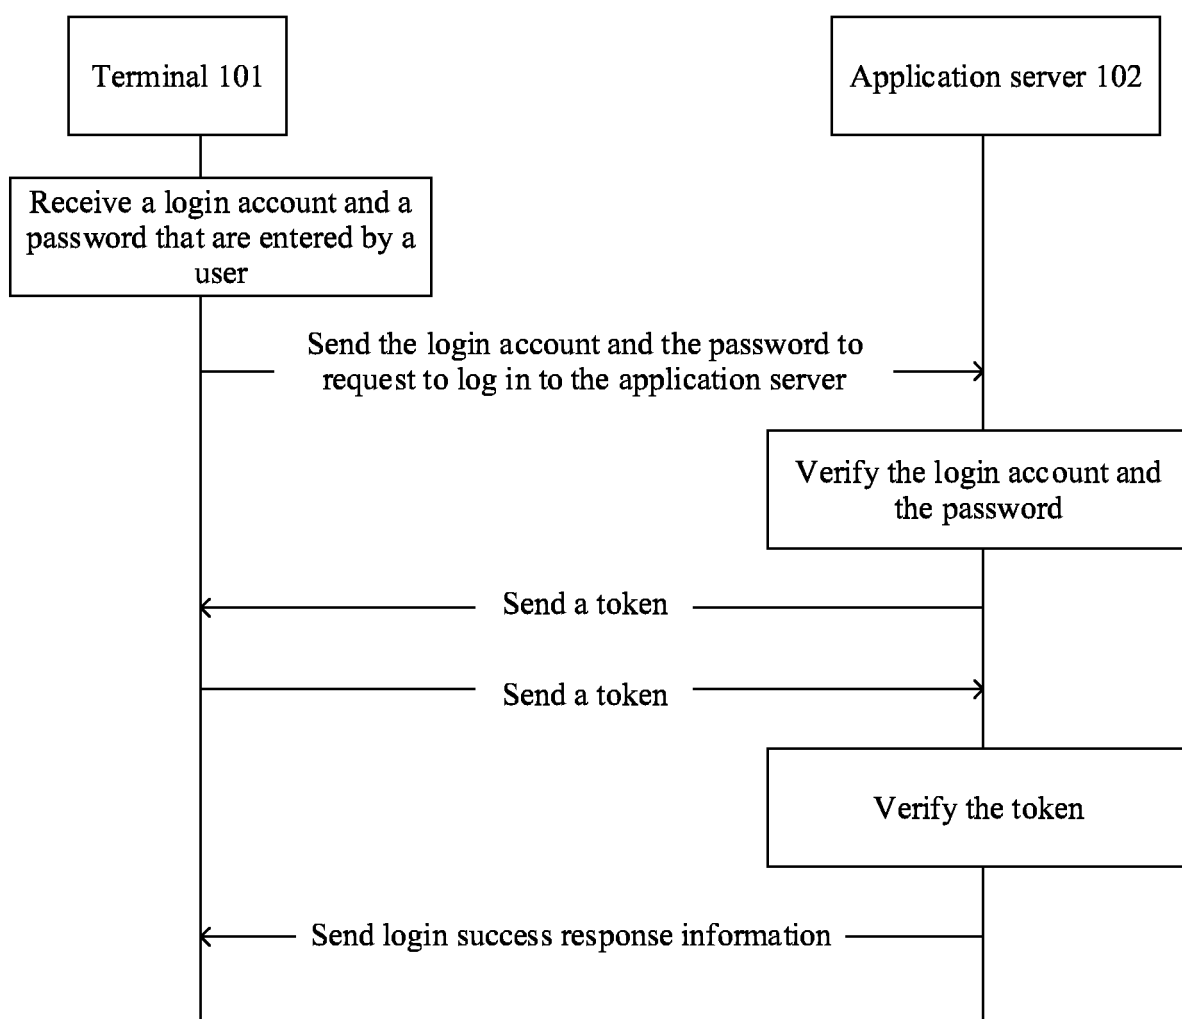 Terminal 101
Application server 102
Receive a login account and a
password that are entered by a
user
Send the login account and the password to
request to log in to the application server
Verify the login account and
the password
Send a token
Send a token
Verify the token
Send login success response information